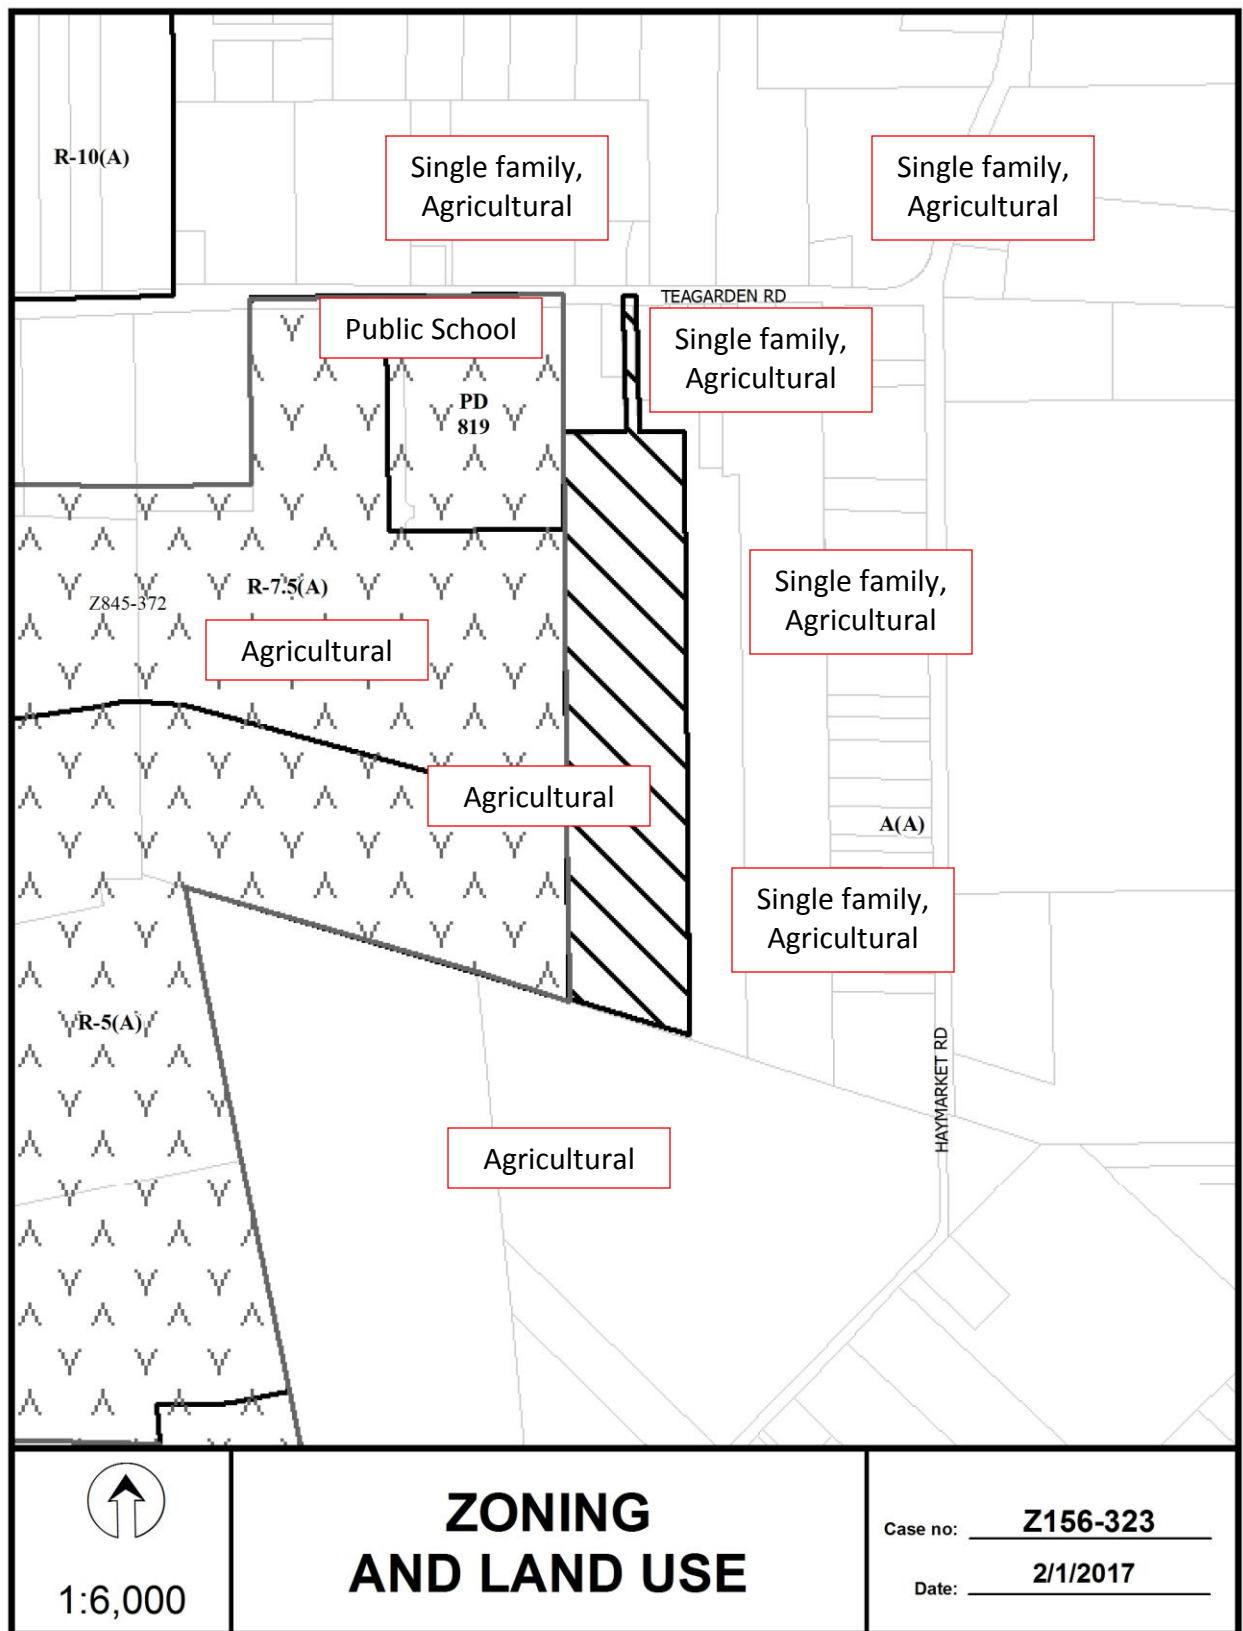 R-10(A)
Single family,
Agricultural
Single family,
Agricultural
TEAGARDEN RD
Public School
Single family,
Agricultural
PD
819
R-7.5(A)
Z845-372
Single family,
Agricultural
Agricultural
Agricultural
A(A)
Single family,
Agricultural
R-5(A)
HAYMARKET RD
Agricultural
1:6,000
ZONING
AND LAND USE
Case no: Z156-323
Date: 2/1/2017